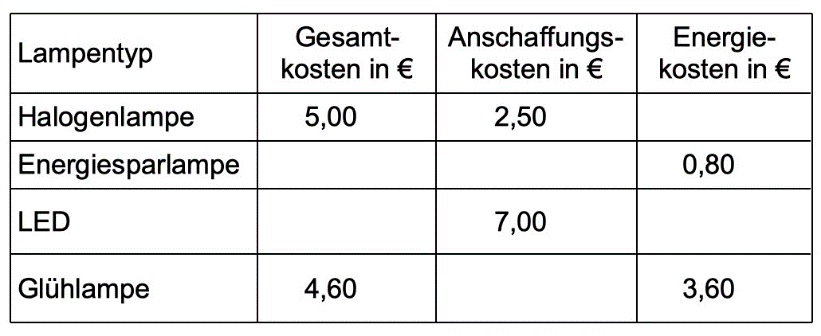 Lampentyp Gesamt- Anschaffungs- Energie-
kosten in € kosten in € kosten in €
Halogenlampe 5,00 2,50
Energiesparlampe 0,80
LED 7,00
Glühlampe 4,60 3,60